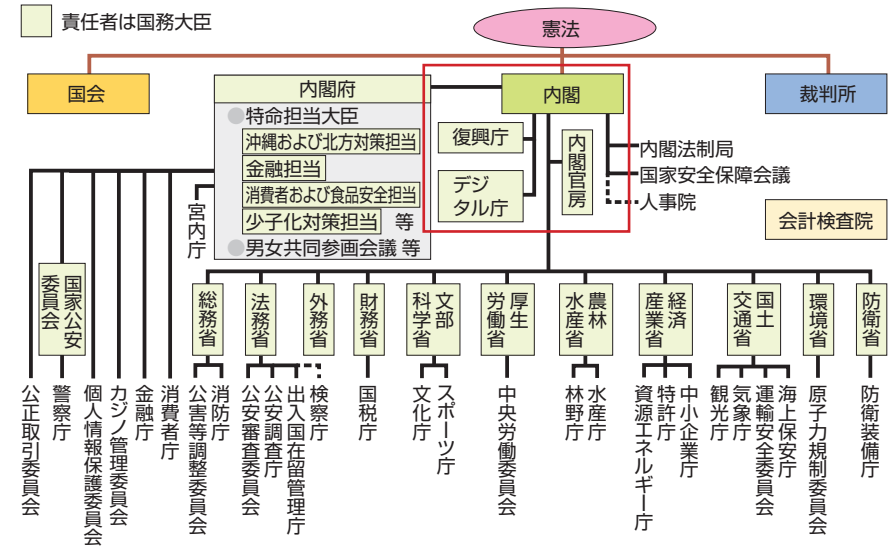 責任者は国務大臣
憲法
国会
内閣府
内閣
裁判所
●特命担当大臣
沖縄および北方対策担当
金融担当
消費者および食品安全担当
少子化対策担当 等
●男女共同参画会議 等
復興庁
デジ
タル庁
内閣官房
内閣法制局
国家安全保障会議
人事院
会計検査院
宮内庁
国家公安
委員会
総務省
法務省
外務省
財務省
文部
科学省
厚生
労働省
農林
水産省
経済
産業省
国土
交通省
環境省
防衛省
公正取引委員会
警察庁
個人情報保護委員会
カジノ管理委員会
金融庁
消費者庁
公害等調整委員会
消防庁
公安審査委員会
公安調査庁
出入国在留管理庁
検察庁
国税庁
文化庁
スポーツ庁
中央労働委員会
林野庁
水産庁
資源エネルギー庁
特許庁
中小企業庁
観光庁
気象庁
運輸安全委員会
海上保安庁
原子力規制委員会
防衛装備庁